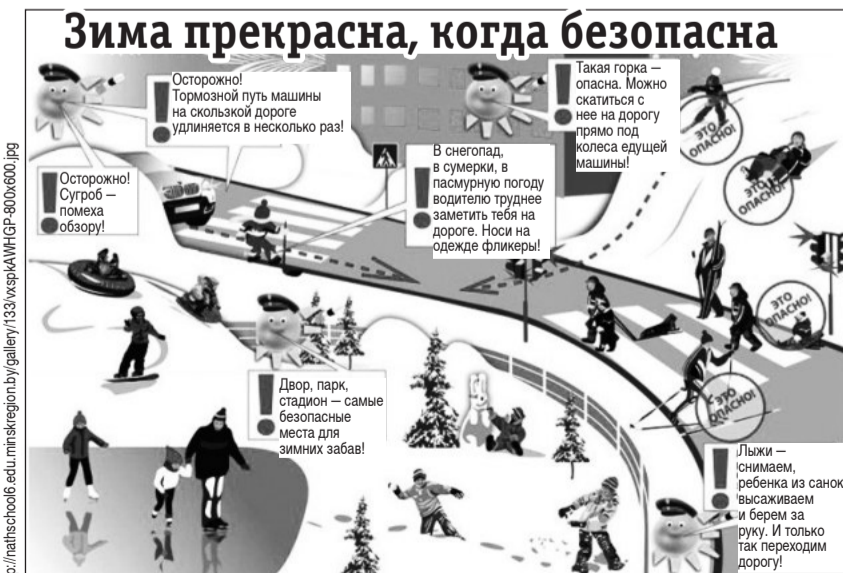 Зима прекрасна, когда безопасна
Осторожно!
Тормозной путь машины
на скользкой дороге
удлиняется в несколько раз!
Такая горка —
опасна. Можно
скатиться с
нее на дорогу
прямо под
колеса едущей
машины!
ЭТО
ОПАСНО!
ЭТО
ОПАСНО!
Осторожно!
Сугроб —
помеха
обзору!
В снегопад,
в сумерки, в
пасмурную погоду
водителю труднее
заметить тебя на
дороге. Носи на
одежде фликеры!
ЭТО
ОПАСНО!
ЭТО
ОПАСНО!
Двор, парк,
стадион — самые
безопасные
места для
зимних забав!
Лыжи —
снимаем,
ребенка из санок
высаживаем
и берем за
руку. И только
так переходим
дорогу!
p://nathschool6.edu.minskregion.by/gallery/133/vxspkAWHGP-800x600.jpg